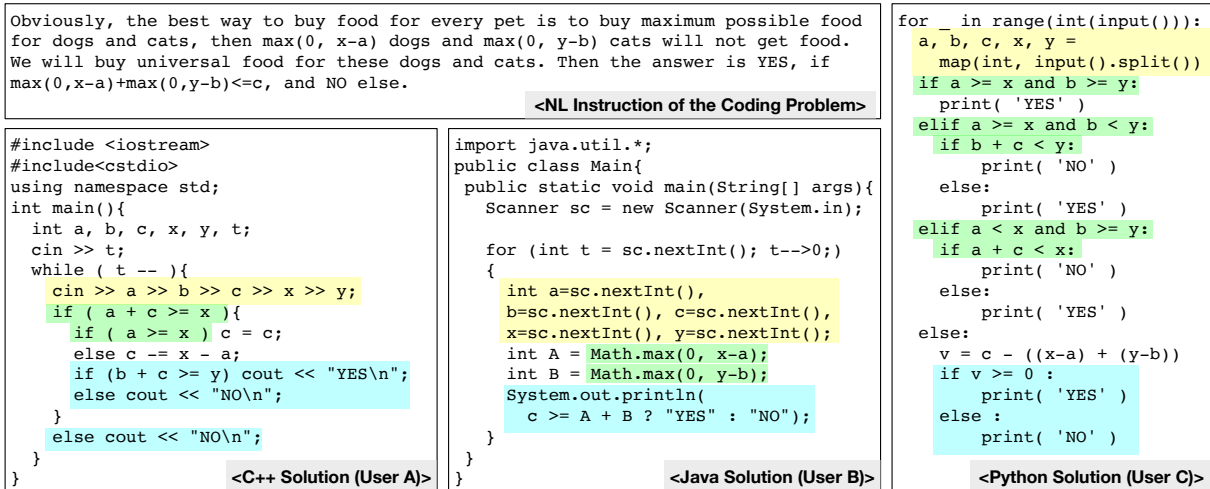 Obviously, the best way to buy food for every pet is to buy maximum possible food
for dogs and cats, then max(0, x-a) dogs and max(0, y-b) cats will not get food.
We will buy universal food for these dogs and cats. Then the answer is YES, if
max(0,x-a)+max(0,y-b)<=c, and NO else.
<NL Instruction of the Coding Problem>
#include <iostream>
#include<cstdio>
using namespace std;
int main(){
int a, b, c, x, y, t;
cin >> t;
while ( t -- ){
cin >> a >> b >> c >> x >> y;
if ( a + c >= x ){
if ( a >= x ) c = c;
else c -= x - a;
if (b + c >= y) cout << "YES\n";
else cout << "NO\n";
}
else cout << "NO\n";
}
}
<C++ Solution (User A)>
import java.util.*;
public class Main{
public static void main(String[] args){
Scanner sc = new Scanner(System.in);
for (int t = sc.nextInt(); t-->0;)
{
int a=sc.nextInt(),
b=sc.nextInt(), c=sc.nextInt(),
x=sc.nextInt(), y=sc.nextInt();
int A = Math.max(0, x-a);
int B = Math.max(0, y-b);
System.out.println(
c >= A + B ? "YES" : "NO");
}
}
}
<Java Solution (User B)>
for _ in range(int(input())):
a, b, c, x, y =
map(int, input().split())
if a >= x and b >= y:
print( 'YES' )
elif a >= x and b < y:
if b + c < y:
print( 'NO' )
else:
print( 'YES' )
elif a < x and b >= y:
if a + c < x:
print( 'NO' )
else:
print( 'YES' )
else:
v = c - ((x-a) + (y-b))
if v >= 0 :
print( 'YES' )
else :
print( 'NO' )
<Python Solution (User C)>